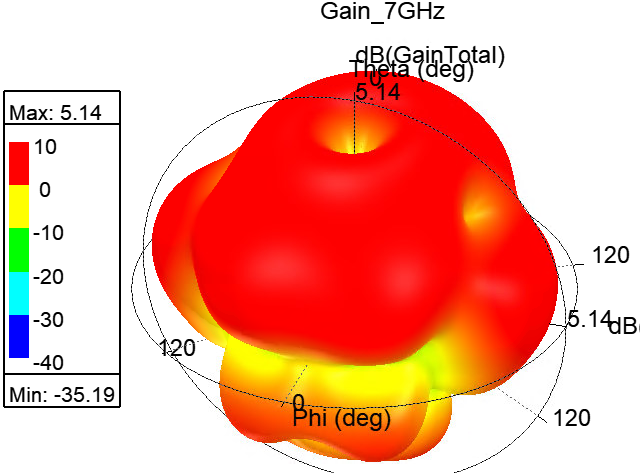 Gain_7GHz
dB(GainTotal)
Theta (deg)
0
5.14
Max: 5.14
10
0
-10
-20
-30
-40
Min: -35.19
120
5.14
dB(
120
0
Phi (deg)
120